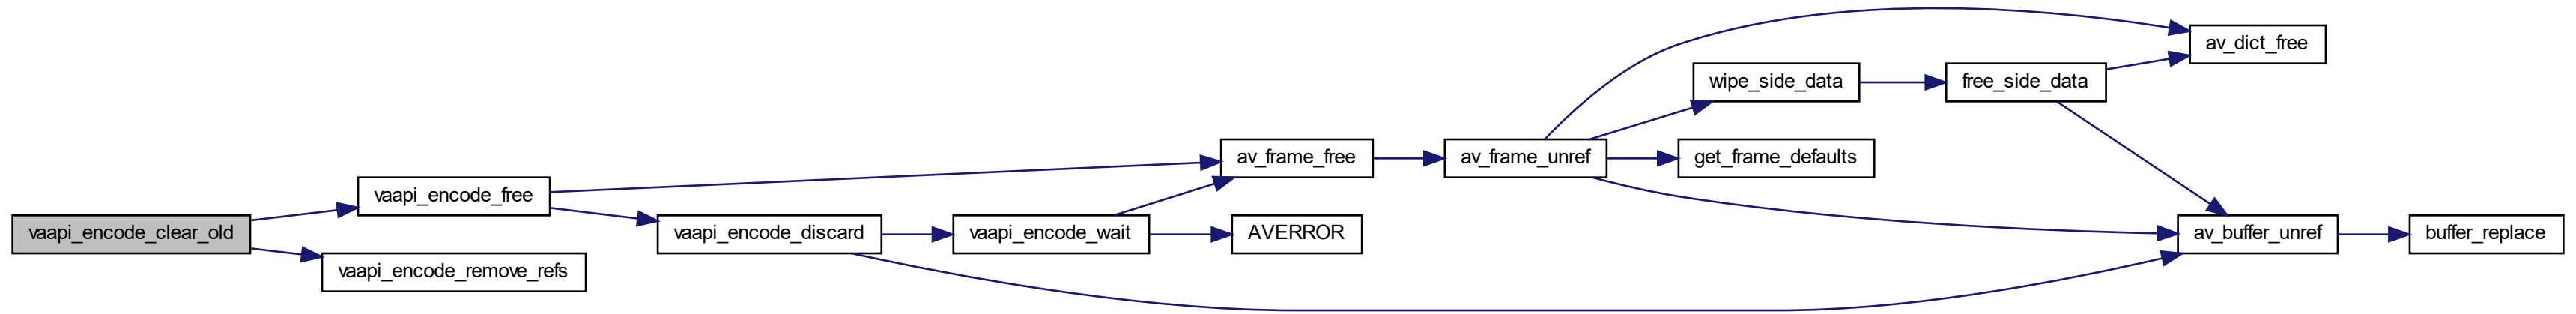 vaapi_encode_clear_old
vaapi_encode_free
vaapi_encode_remove_refs
vaapi_encode_discard
vaapi_encode_wait
av_frame_free
AVERROR
av_frame_unref
wipe_side_data
get_frame_defaults
free_side_data
av_dict_free
av_buffer_unref
buffer_replace